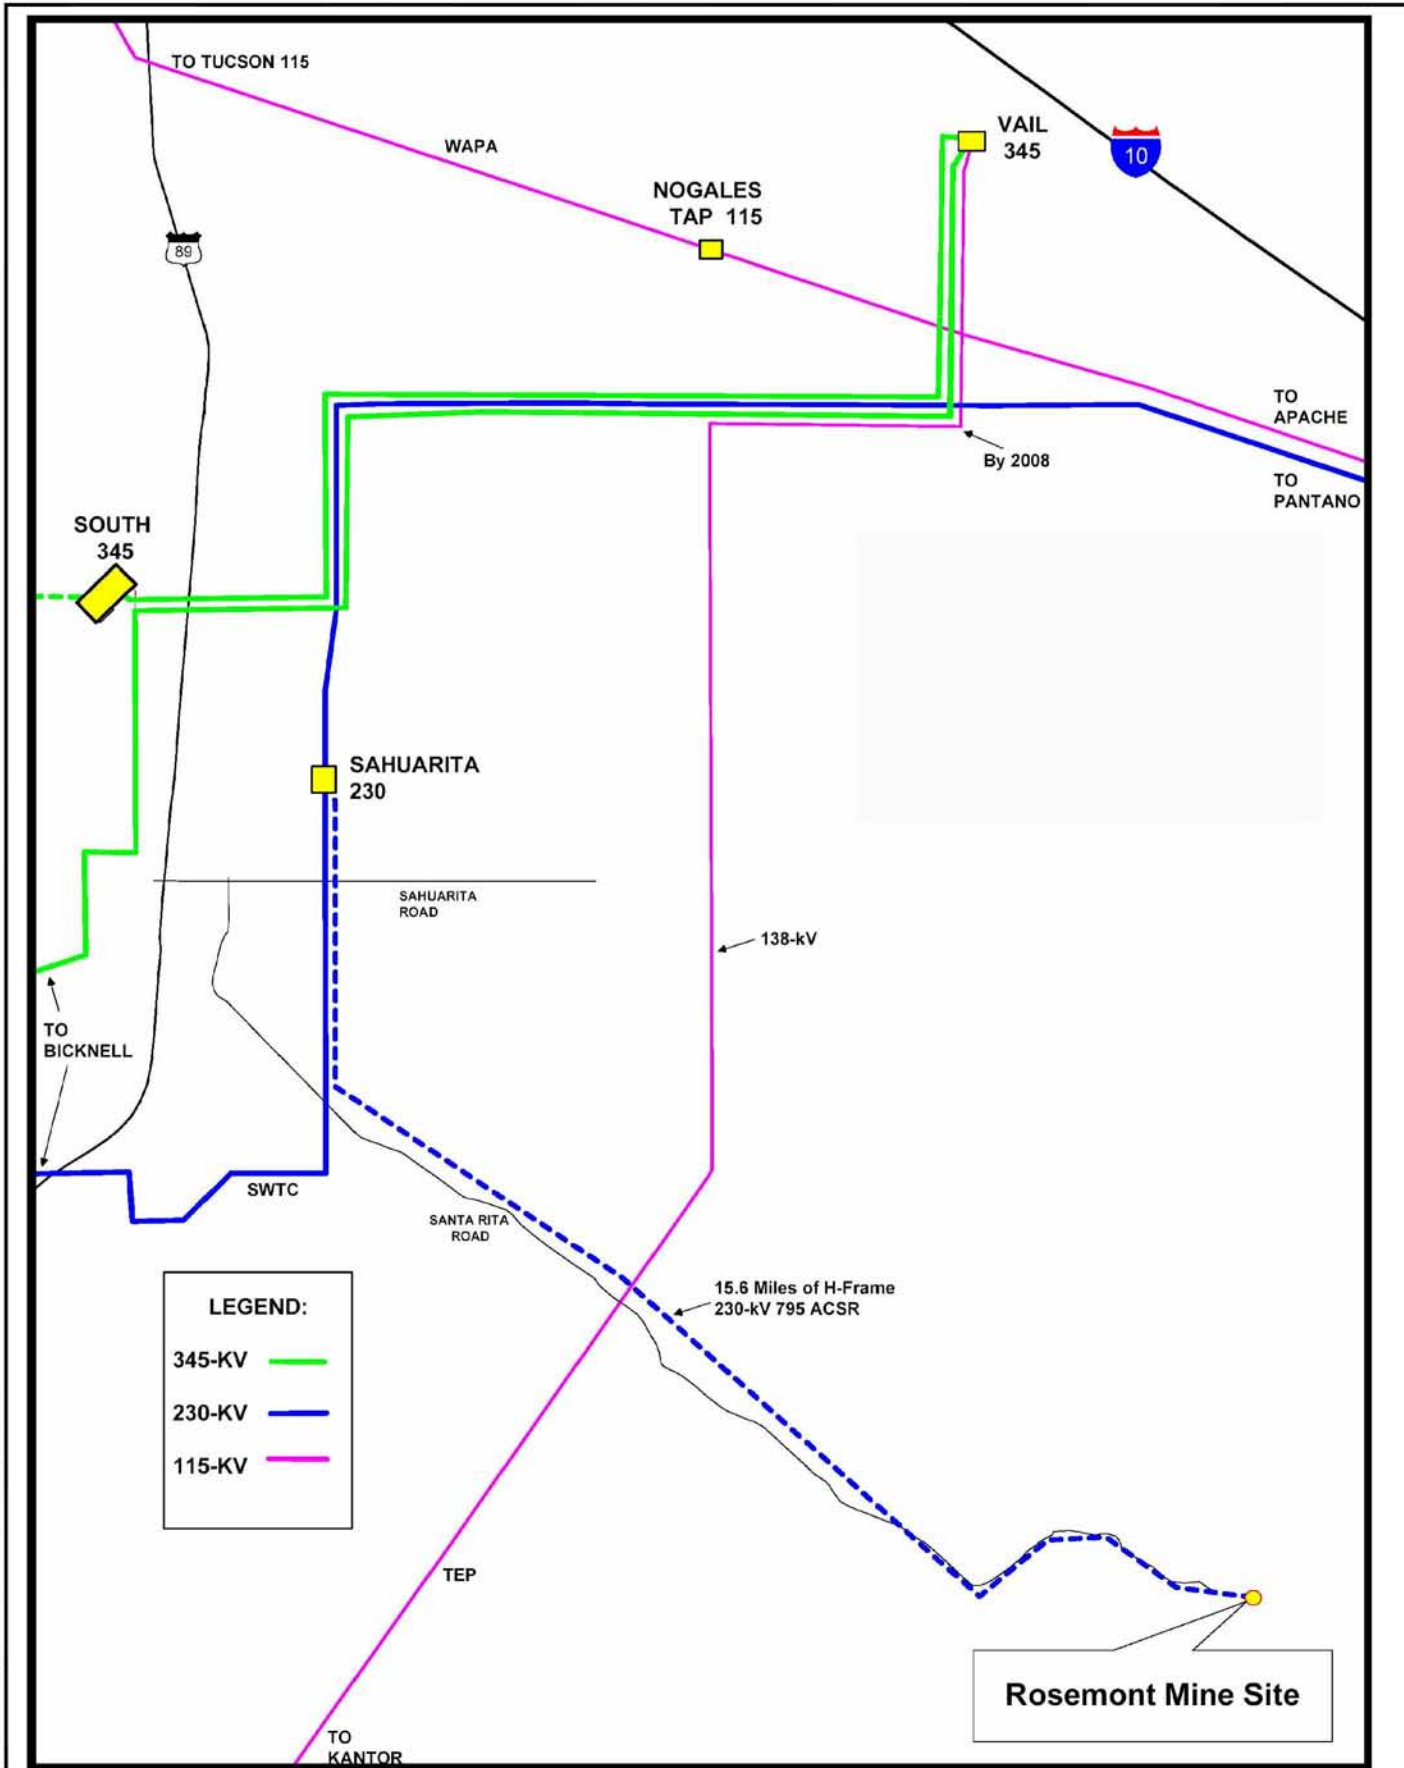 TO TUCSON 115
WAPA
VAIL
345
10
NOGALES
TAP 115
89
TO
APACHE
By 2008
TO
PANTANO
SOUTH
345
SAHUARITA
230
SAHUARITA
ROAD
138-kV
TO
BICKNELL
SWTC
SANTA RITA
ROAD
15.6 Miles of H-Frame
230-kV 795 ACSR
LEGEND:
345-KV
230-KV
115-KV
TEP
Rosemont Mine Site
TO
KANTOR